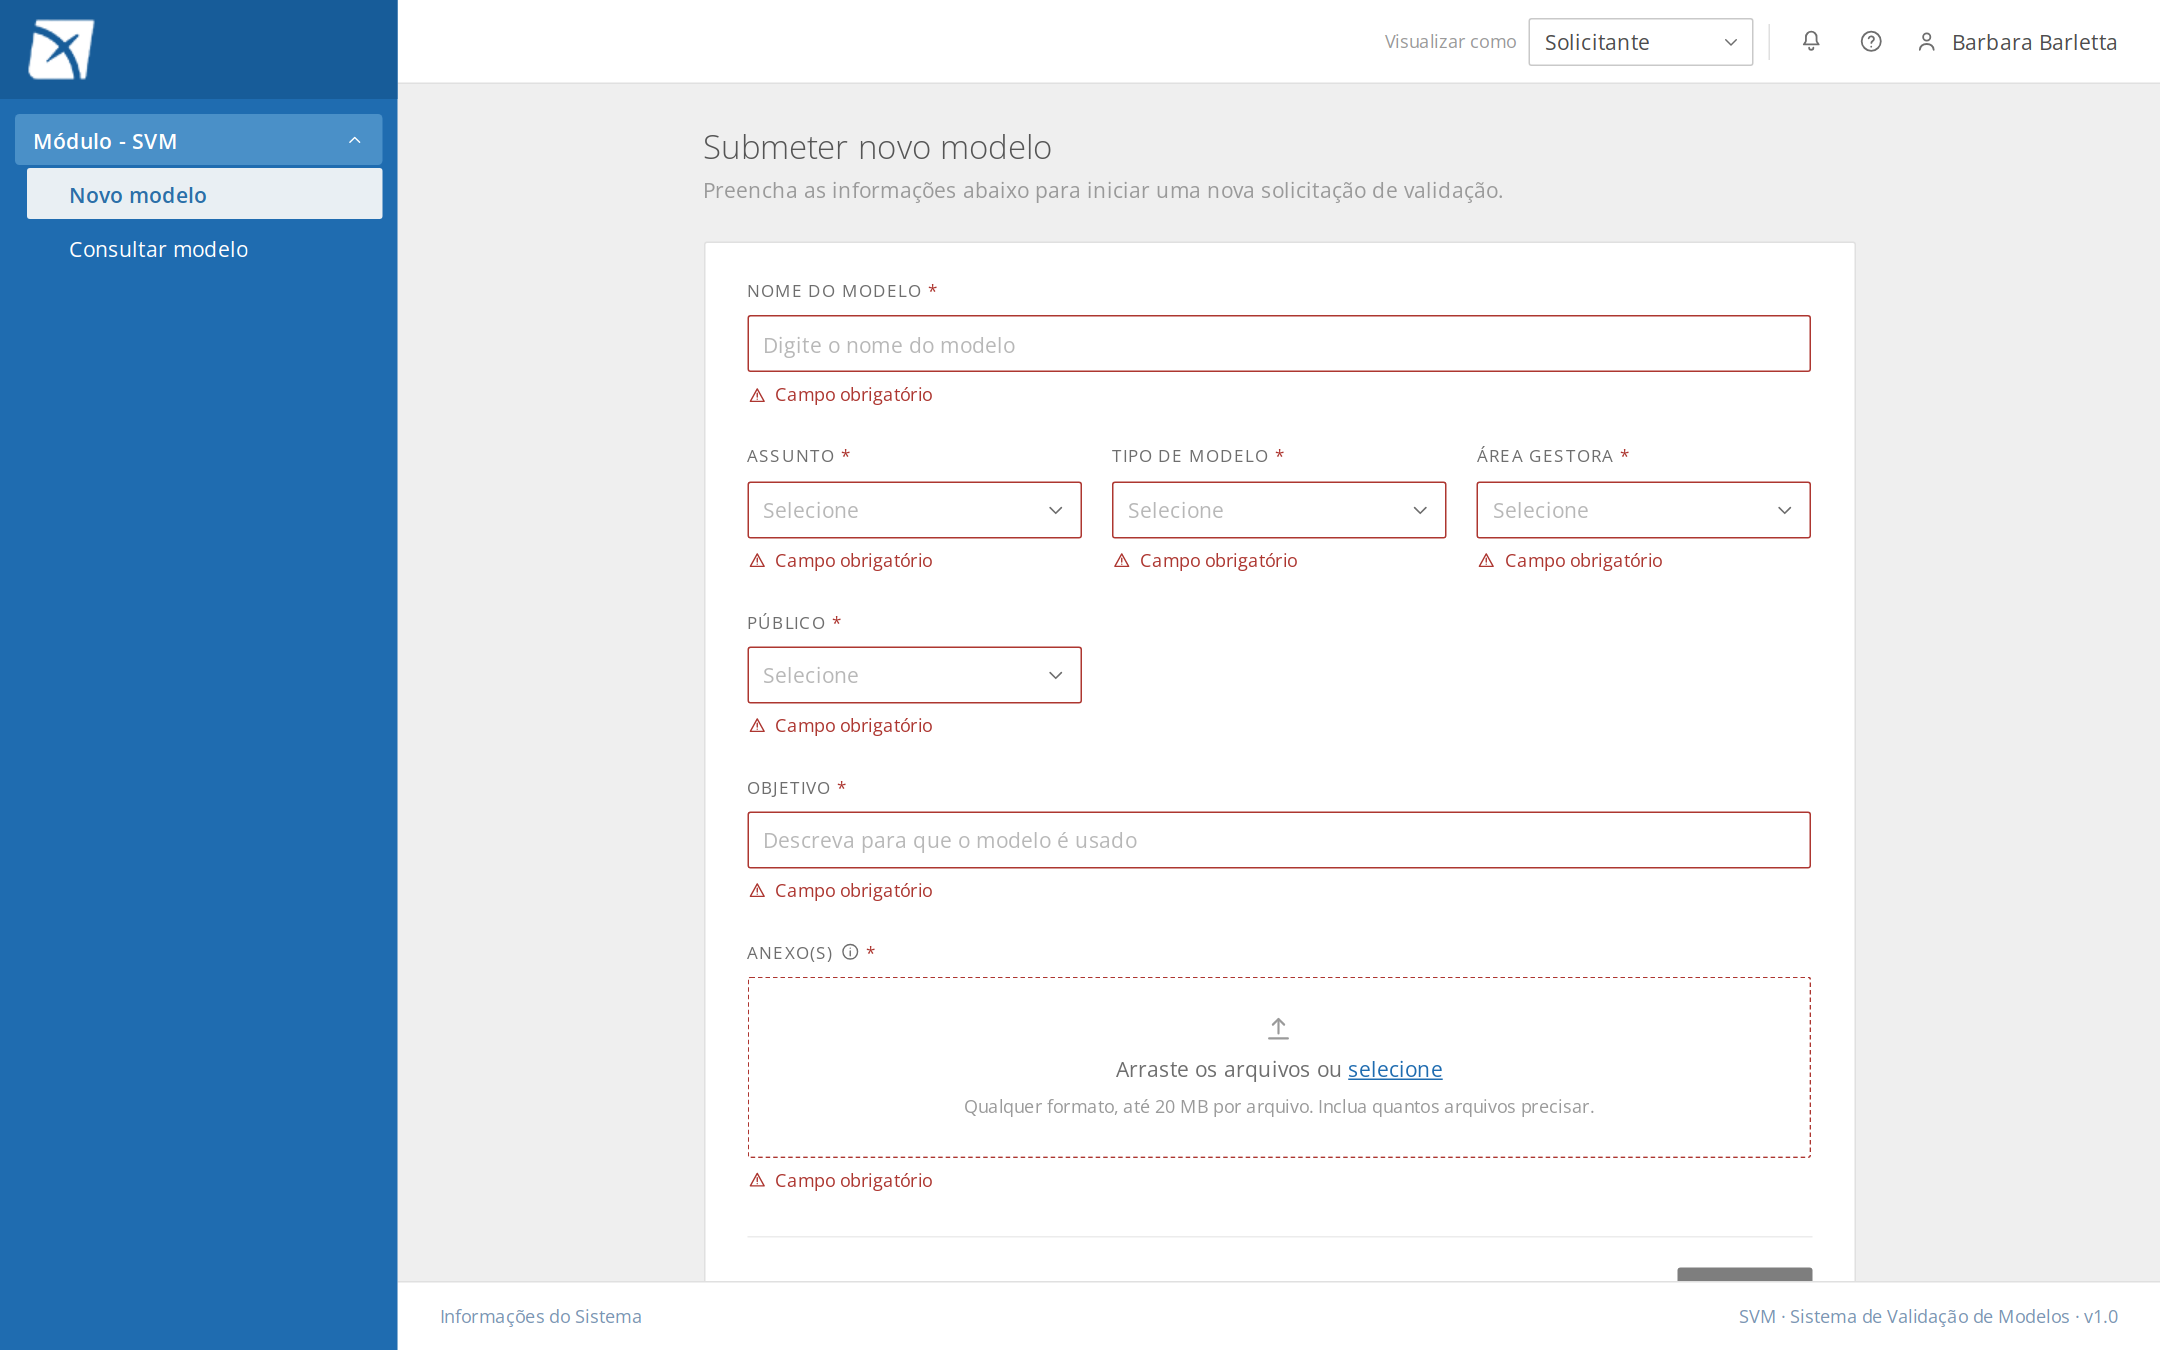 Visualizar como Solicitante Barbara Barletta
Módulo - SVM
Novo modelo
Consultar modelo
Submeter novo modelo
Preencha as informações abaixo para iniciar uma nova solicitação de validação.
NOME DO MODELO *
Digite o nome do modelo
Campo obrigatório
ASSUNTO * TIPO DE MODELO * ÁREA GESTORA *
Selecione Selecione Selecione
Campo obrigatório Campo obrigatório Campo obrigatório
PÚBLICO *
Selecione
Campo obrigatório
OBJETIVO *
Descreva para que o modelo é usado
Campo obrigatório
ANEXO(S) *
Arraste os arquivos ou selecione
Qualquer formato, até 20 MB por arquivo. Inclua quantos arquivos precisar.
Campo obrigatório
Informações do Sistema SVM · Sistema de Validação de Modelos · v1.0